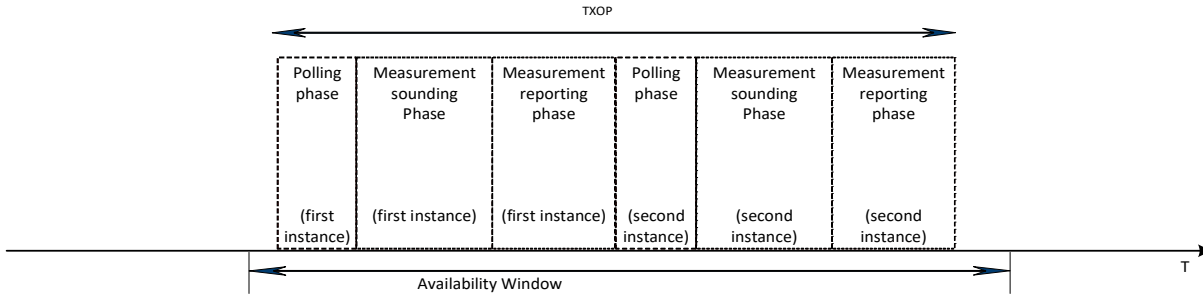 TXOP
Polling
phase
(first
instance)
Measurement
sounding
Phase
(first instance)
Measurement
reporting
phase
(first instance)
Polling
phase
(second
instance)
Measurement
sounding
Phase
(second
instance)
Measurement
reporting
phase
(second
instance)
T
Availability Window